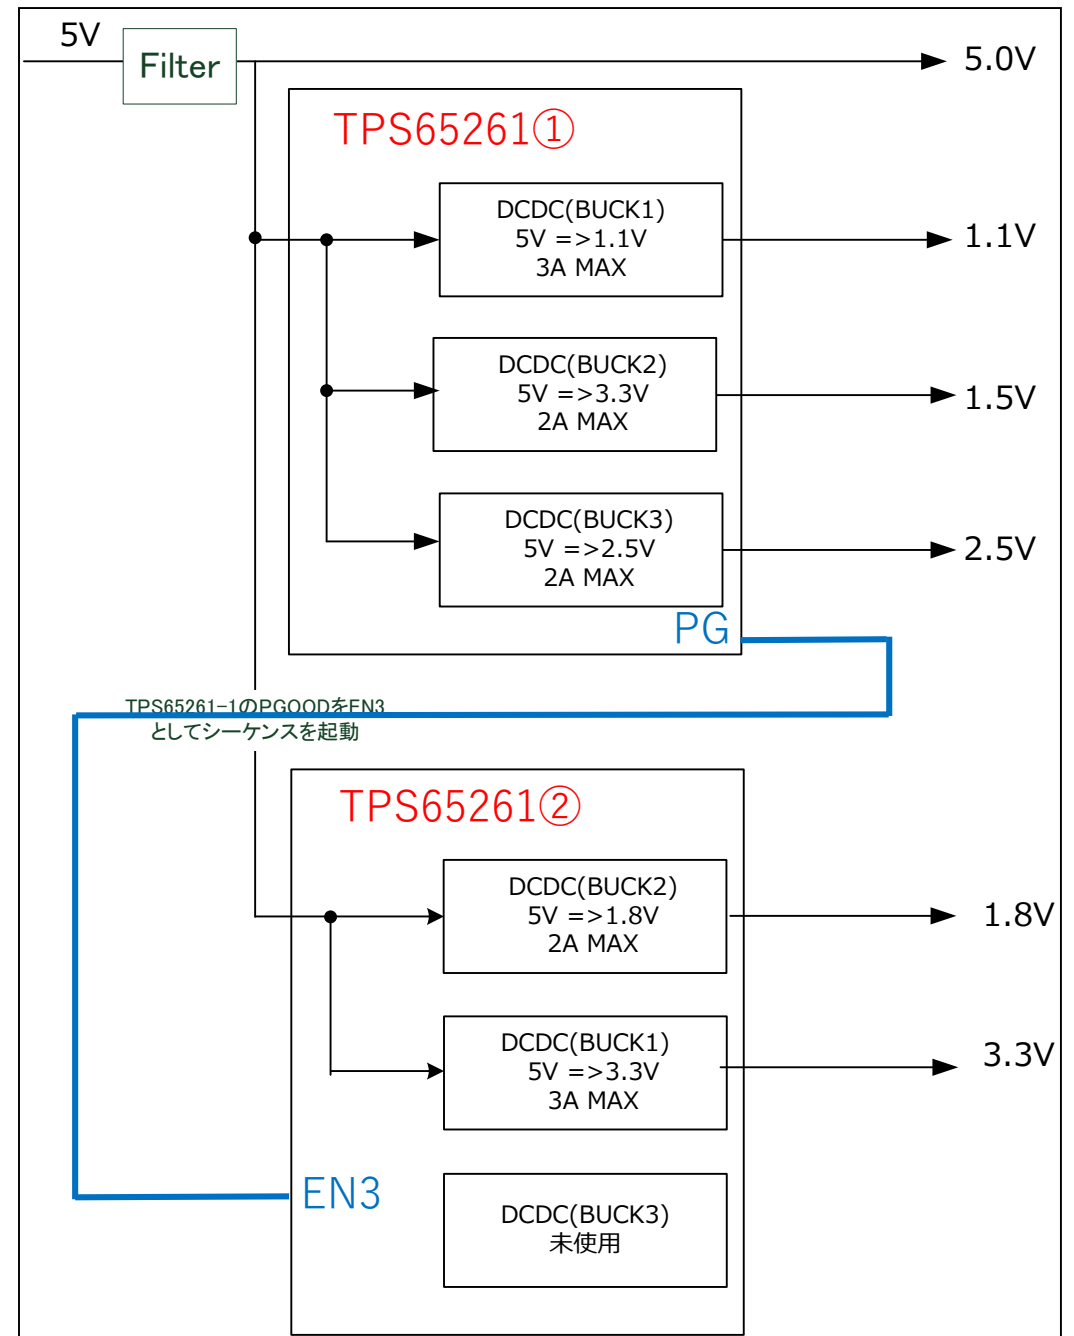 5V
Filter
5.0V
TPS65261①
DCDC(BUCK1)
5V =>1.1V
3A MAX
1.1V
DCDC(BUCK2)
5V =>3.3V
2A MAX
1.5V
DCDC(BUCK3)
5V =>2.5V
2A MAX
2.5V
PG
TPS65261-1のPGOODをEN3
としてシーケンスを起動
TPS65261②
DCDC(BUCK2)
5V =>1.8V
2A MAX
1.8V
DCDC(BUCK1)
5V =>3.3V
3A MAX
3.3V
EN3
DCDC(BUCK3)
未使用